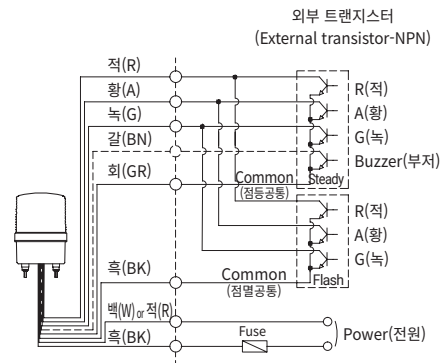 외부 트랜지스터
(External transistor-NPN)
적(R)
황(A)
녹(G)
갈(BN)
회(GR)
R(적)
A(황)
G(녹)
Buzzer(부저)
Common
(점등공통)
Steady
R(적)
A(황)
G(녹)
흑(BK)
Common
(점멸공통)
Flash
백(W) or 적(R)
흑(BK)
Fuse
Power(전원)